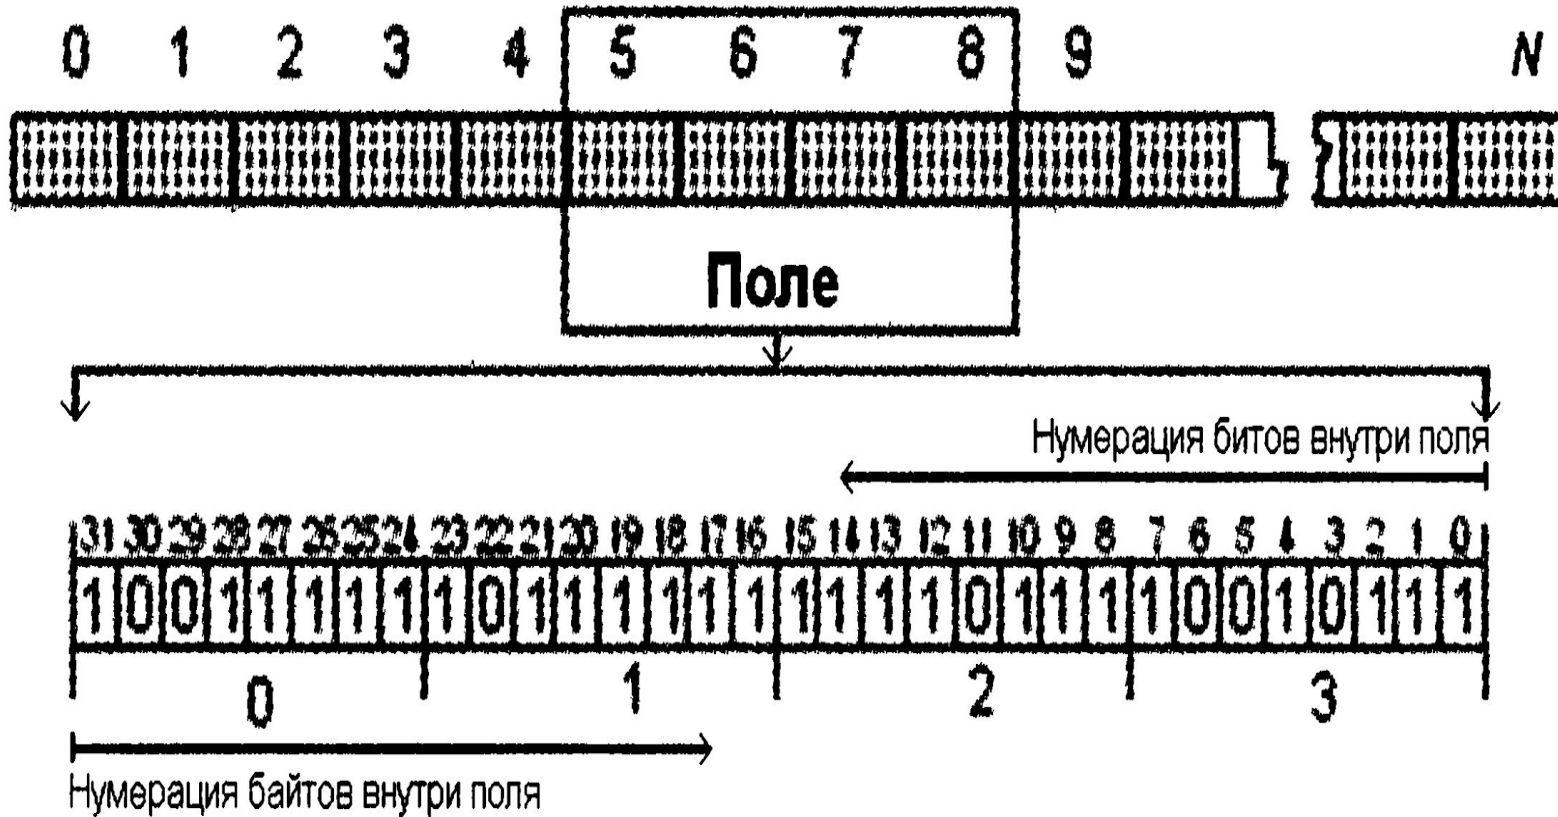 0 1 2 3 4 5 6 7 8 9 N
Поле
Нумерация битов внутри поля
31 30 29 28 27 26 25 24 23 22 21 20 19 18 17 16 15 14 13 12 11 10 9 8 7 6 5 4 3 2 1 0
1 0 0 1 1 1 1 1 1 0 1 1 1 1 1 1 1 1 1 1 0 1 1 1 1 0 0 1 0 1 1 1
0 1 2 3
Нумерация байтов внутри поля